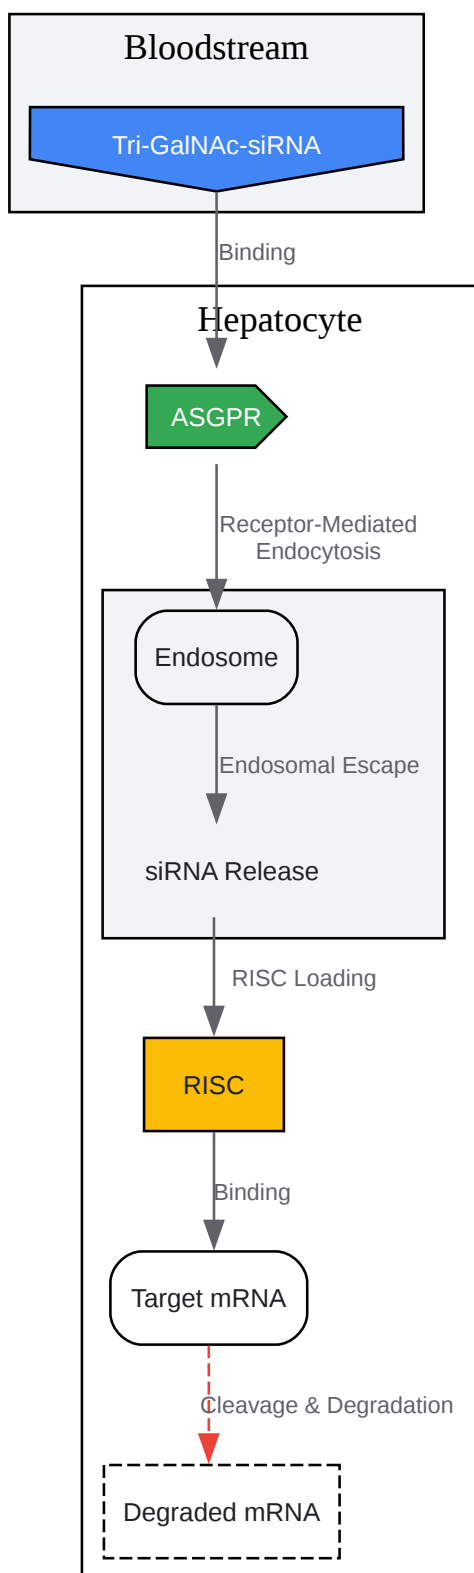 Bloodstream
Tri-GalNAc-siRNA
Binding
Hepatocyte
ASGPR
Receptor-Mediated
Endocytosis
Endosome
Endosomal Escape
siRNA Release
RISC Loading
RISC
Binding
Target mRNA
Cleavage & Degradation
Degraded mRNA